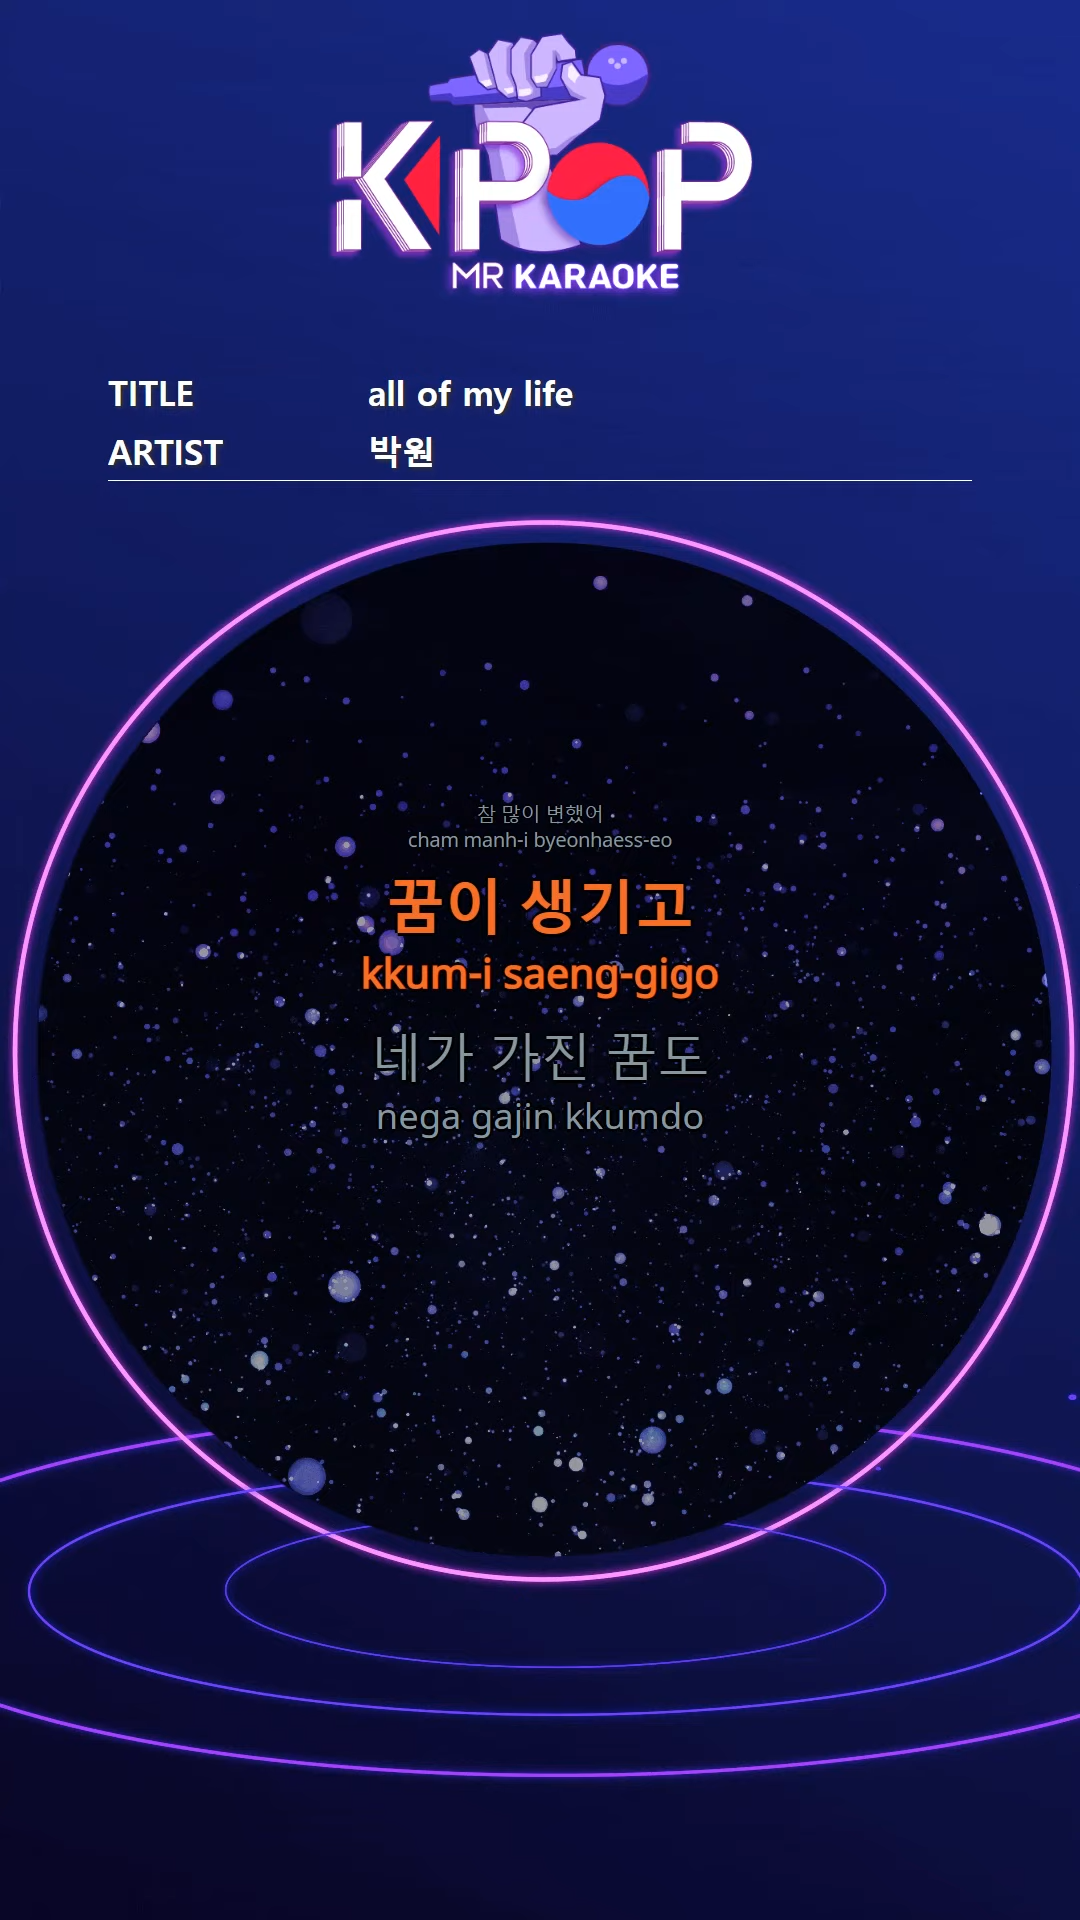 KPOP
MR KARAOKE
TITLE all of my life
ARTIST 박원
참 많이 변했어
cham manh-i byeonhaess-eo
꿈이 생기고
kkum-i saeng-gigo
네가 가진 꿈도
nega gajin kkumdo